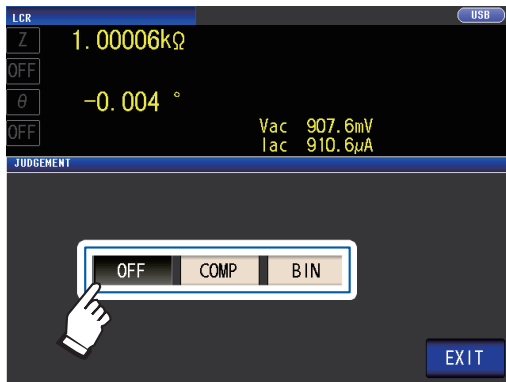 LCR USB
Z 1.00006kΩ
OFF
θ -0.004 °
OFF Vac 907.6mV
Iac 910.6μA
JUDGEMENT
OFF COMP BIN
EXIT